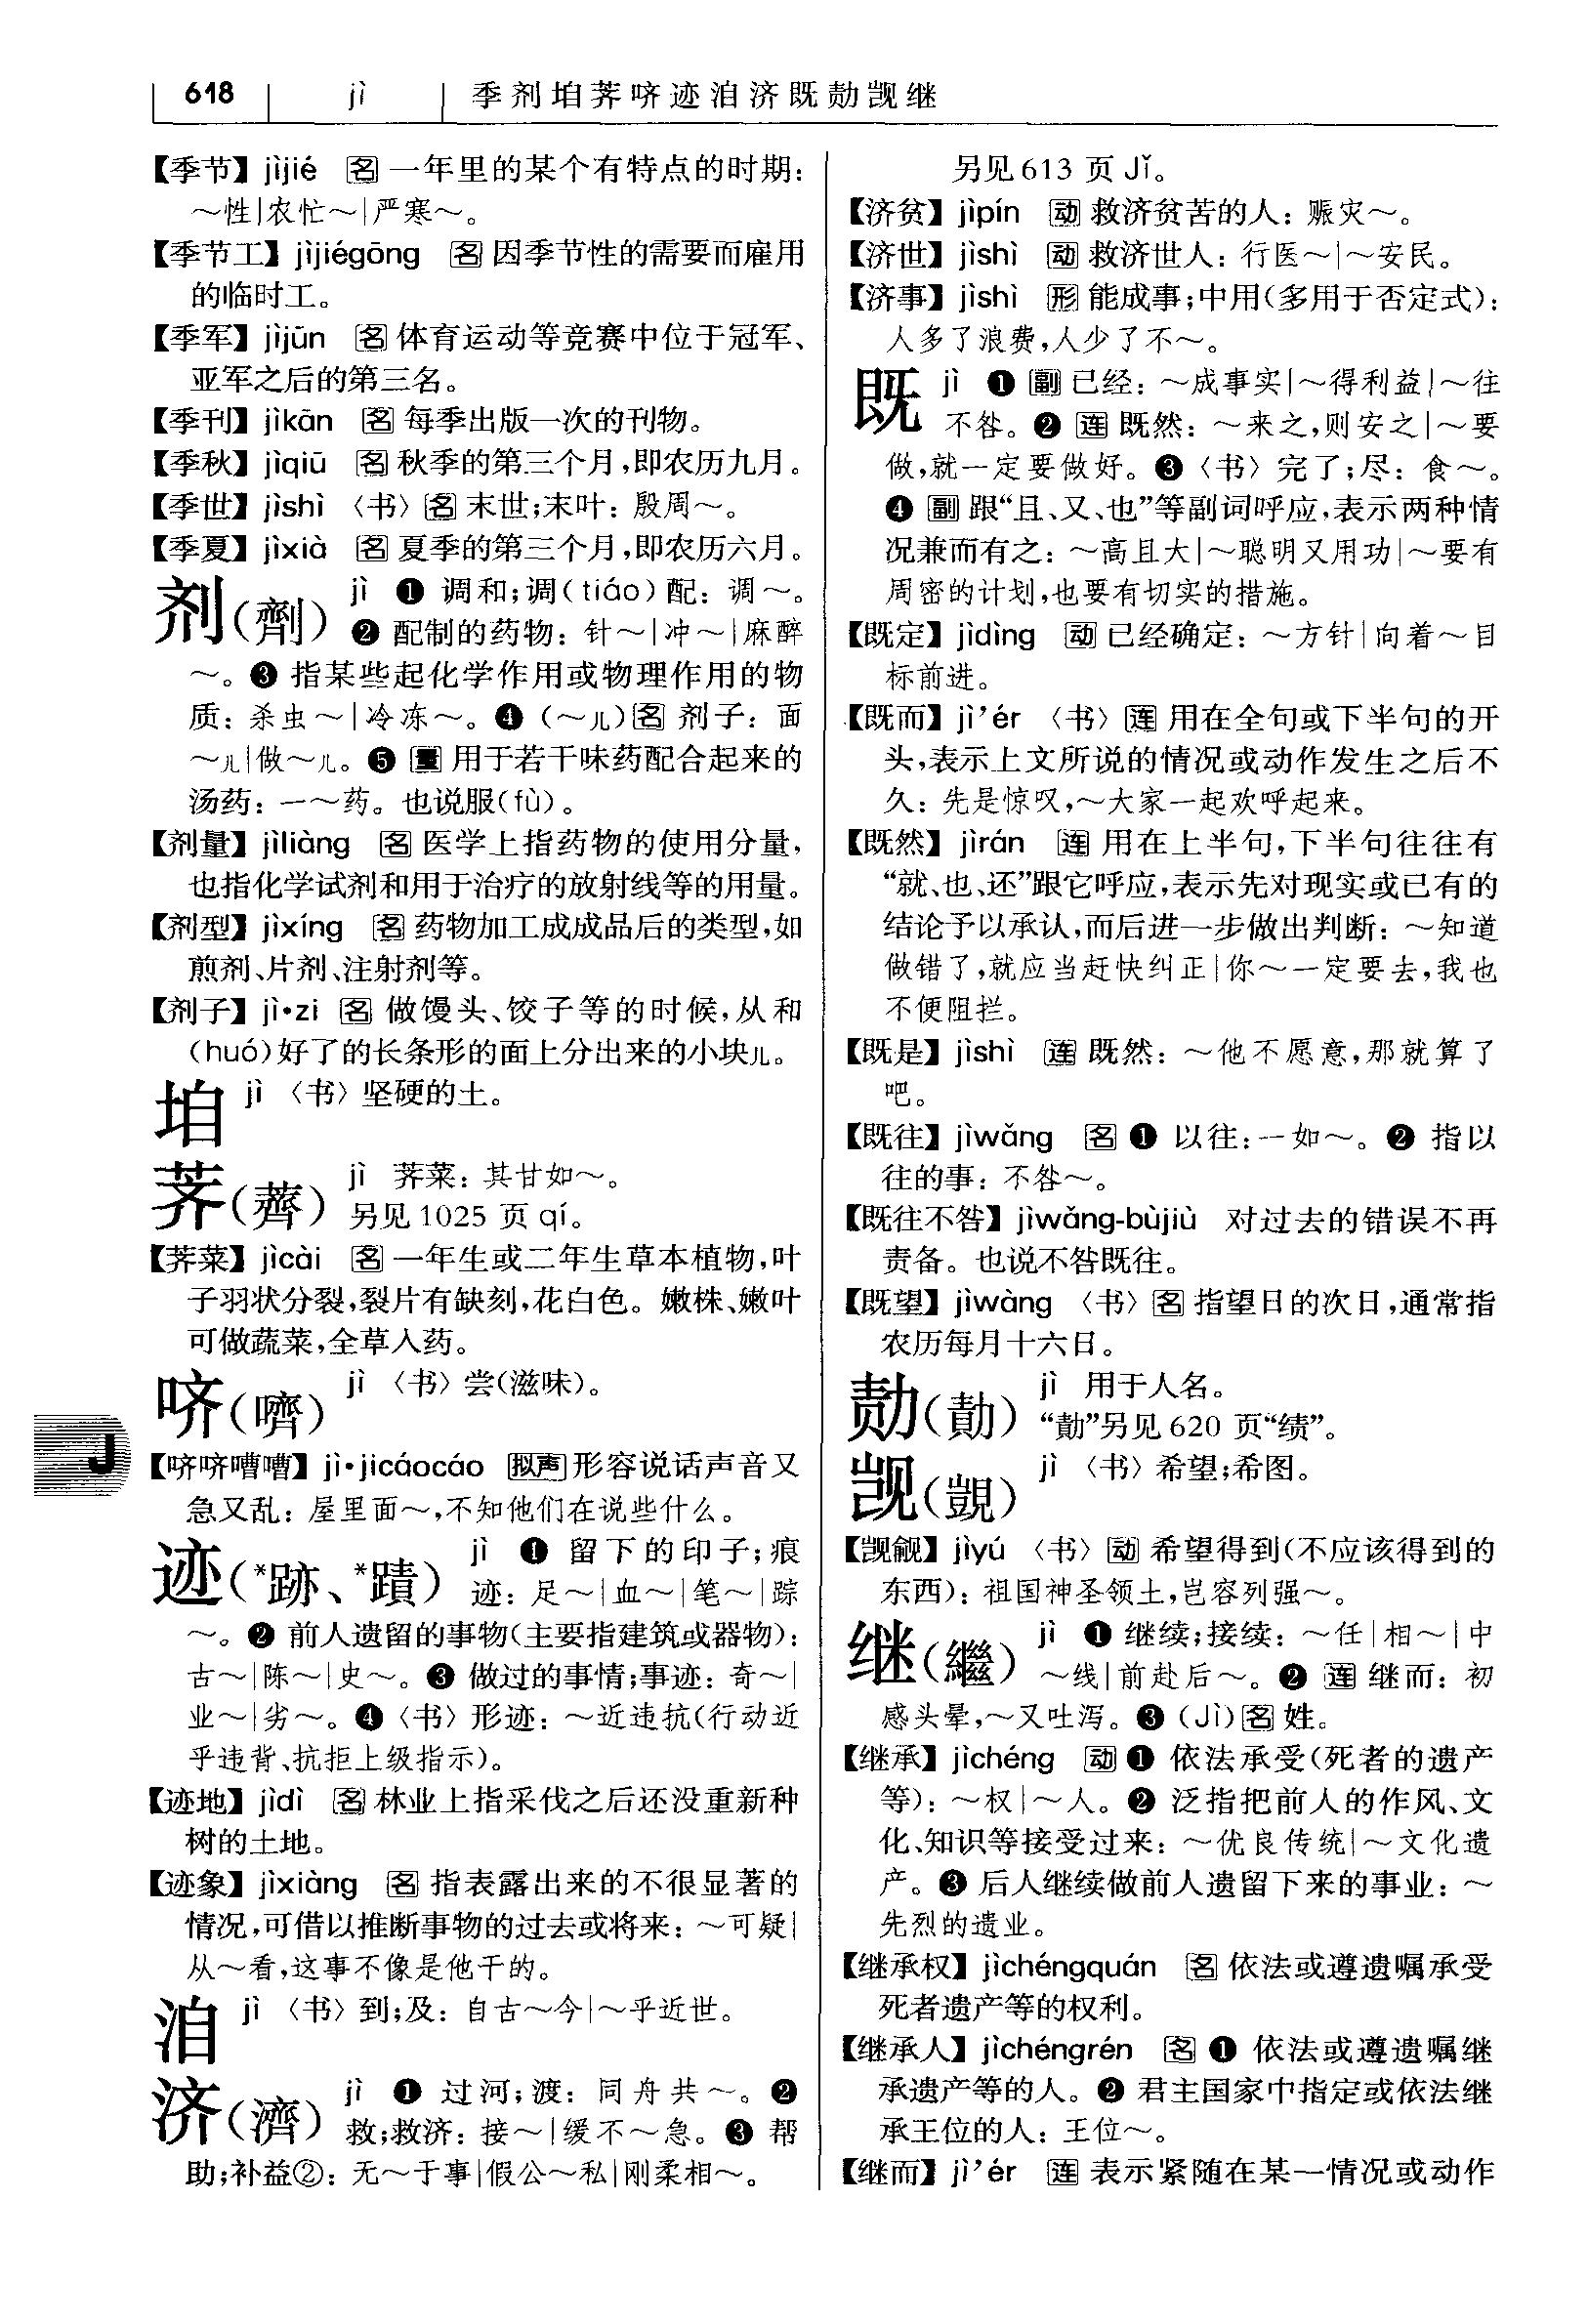 618 jì 季剂垍荠哜迹洎济既勣觊继
【季节】jìjié 名 一年里的某个有特点的时期：
～性|农忙～|严寒～。
【季节工】jìjiégōng 名 因季节性的需要而雇用
的临时工。
【季军】jìjūn 名 体育运动等竞赛中位于冠军、
亚军之后的第三名。
【季刊】jìkān 名 每季出版一次的刊物。
【季秋】jìqiū 名 秋季的第三个月，即农历九月。
【季世】jìshì 〈书〉名 末世；末叶：殷周～。
【季夏】jìxià 名 夏季的第三个月，即农历六月。
剂（劑） jì ❶ 调和；调（tiáo）配：调～。
❷ 配制的药物：针～|冲～|麻醉
～。❸ 指某些起化学作用或物理作用的物
质：杀虫～|冷冻～。❹（～儿）名 剂子：面
～儿|做～儿。❺ 量 用于若干味药配合起来的
汤药：一～药。也说服（fù）。
【剂量】jìliàng 名 医学上指药物的使用分量，
也指化学试剂和用于治疗的放射线等的用量。
【剂型】jìxíng 名 药物加工成成品后的类型，如
煎剂、片剂、注射剂等。
【剂子】jì•zi 名 做馒头、饺子等的时候，从和
（huó）好了的长条形的面上分出来的小块儿。
垍 jì 〈书〉坚硬的土。
荠（薺） jì 荠菜：其甘如～。
另见 1025 页 qí。
【荠菜】jìcài 名 一年生或二年生草本植物，叶
子羽状分裂，裂片有缺刻，花白色。嫩株、嫩叶
可做蔬菜，全草入药。
哜（嚌） jì 〈书〉尝（滋味）。
【哜哜嘈嘈】jì•jicáocáo 拟声 形容说话声音又
急又乱：屋里面～，不知他们在说些什么。
迹（*跡、*蹟） jì ❶ 留下的印子；痕
迹：足～|血～|笔～|踪
～。❷ 前人遗留的事物（主要指建筑或器物）：
古～|陈～|史～。❸ 做过的事情；事迹：奇～|
业～|劣～。❹〈书〉形迹：～近违抗（行动近
乎违背、抗拒上级指示）。
【迹地】jìdì 名 林业上指采伐之后还没重新种
树的土地。
【迹象】jìxiàng 名 指表露出来的不很显著的
情况，可借以推断事物的过去或将来：～可疑|
从～看，这事不像是他干的。
洎 jì 〈书〉到；及：自古～今|～乎近世。
济（濟） jì ❶ 过河；渡：同舟共～。❷
救；救济：接～|缓不～急。❸ 帮
助；补益②：无～于事|假公～私|刚柔相～。
J
另见 613 页 Jǐ。
【济贫】jìpín 动 救济贫苦的人：赈灾～。
【济世】jìshì 动 救济世人：行医～|～安民。
【济事】jìshì 形 能成事；中用（多用于否定式）：
人多了浪费，人少了不～。
既 jì ❶ 副 已经：～成事实|～得利益|～往
不咎。❷ 连 既然：～来之，则安之|～要
做，就一定要做好。❸〈书〉完了；尽：食～。
❹ 副 跟“且、又、也”等副词呼应，表示两种情
况兼而有之：～高且大|～聪明又用功|～要有
周密的计划，也要有切实的措施。
【既定】jìdìng 动 已经确定：～方针|向着～目
标前进。
【既而】jì’ér 〈书〉连 用在全句或下半句的开
头，表示上文所说的情况或动作发生之后不
久：先是惊叹，～大家一起欢呼起来。
【既然】jìrán 连 用在上半句，下半句往往有
“就、也、还”跟它呼应，表示先对现实或已有的
结论予以承认，而后进一步做出判断：～知道
做错了，就应当赶快纠正|你～一定要去，我也
不便阻拦。
【既是】jìshì 连 既然：～他不愿意，那就算了
吧。
【既往】jìwǎng 名 ❶ 以往：一如～。❷ 指以
往的事：不咎～。
【既往不咎】jìwǎng-bùjiù 对过去的错误不再
责备。也说不咎既往。
【既望】jìwàng 〈书〉名 指望日的次日，通常指
农历每月十六日。
勣（勣） jì 用于人名。
“勣”另见 620 页“绩”。
觊（覬） jì 〈书〉希望；希图。
【觊觎】jìyú 〈书〉动 希望得到（不应该得到的
东西）：祖国神圣领土，岂容列强～。
继（繼） jì ❶ 继续；接续：～任|相～|中
～线|前赴后～。❷ 连 继而：初
感头晕，～又吐泻。❸（Jì）名 姓。
【继承】jìchéng 动 ❶ 依法承受（死者的遗产
等）：～权|～人。❷ 泛指把前人的作风、文
化、知识等接受过来：～优良传统|～文化遗
产。❸ 后人继续做前人遗留下来的事业：～
先烈的遗业。
【继承权】jìchéngquán 名 依法或遵遗嘱承受
死者遗产等的权利。
【继承人】jìchéngrén 名 ❶ 依法或遵遗嘱继
承遗产等的人。❷ 君主国家中指定或依法继
承王位的人：王位～。
【继而】jì’ér 连 表示紧随在某一情况或动作